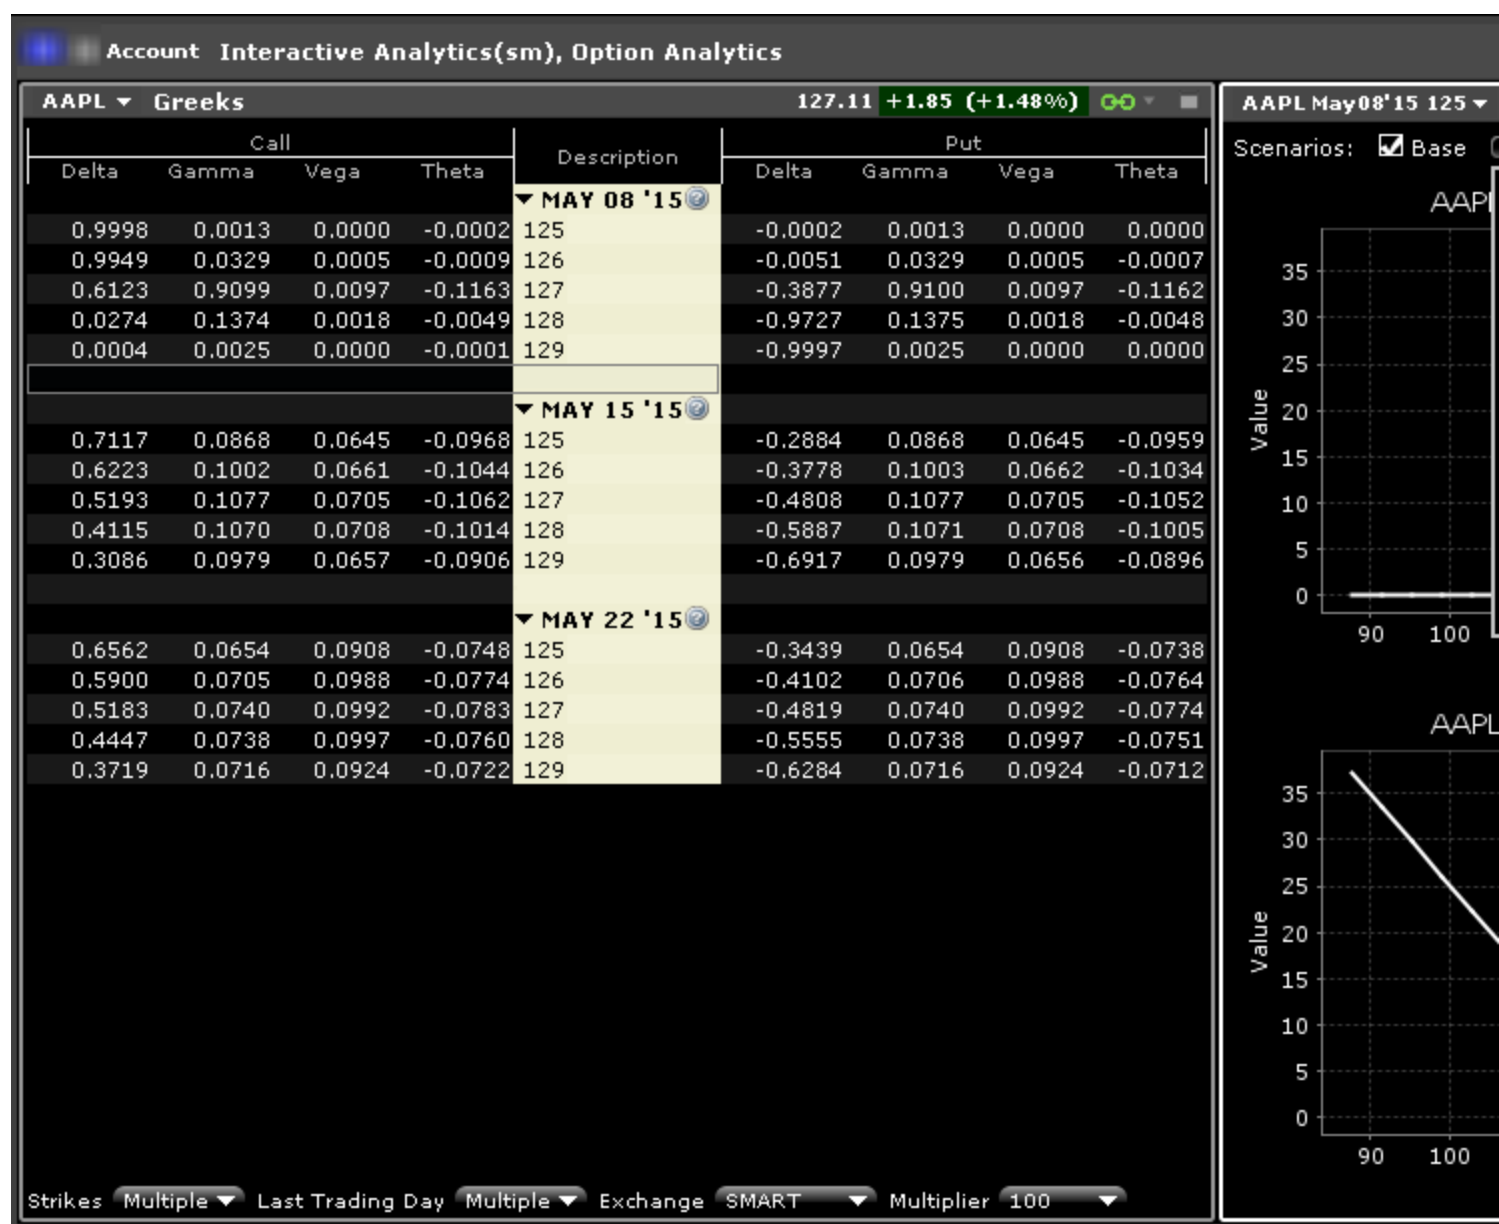 Account Interactive Analytics(sm), Option Analytics
AAPL Greeks 127.11 +1.85 (+1.48%)
Call Description Put
Delta Gamma Vega Theta Delta Gamma Vega Theta
MAY 08 '15
0.9998 0.0013 0.0000 -0.0002 125 -0.0002 0.0013 0.0000 0.0000
0.9949 0.0329 0.0005 -0.0009 126 -0.0051 0.0329 0.0005 -0.0007
0.6123 0.9099 0.0097 -0.1163 127 -0.3877 0.9100 0.0097 -0.1162
0.0274 0.1374 0.0018 -0.0049 128 -0.9727 0.1375 0.0018 -0.0048
0.0004 0.0025 0.0000 -0.0001 129 -0.9997 0.0025 0.0000 0.0000
MAY 15 '15
0.7117 0.0868 0.0645 -0.0968 125 -0.2884 0.0868 0.0645 -0.0959
0.6223 0.1002 0.0661 -0.1044 126 -0.3778 0.1003 0.0662 -0.1034
0.5193 0.1077 0.0705 -0.1062 127 -0.4808 0.1077 0.0705 -0.1052
0.4115 0.1070 0.0708 -0.1014 128 -0.5887 0.1071 0.0708 -0.1005
0.3086 0.0979 0.0657 -0.0906 129 -0.6917 0.0979 0.0656 -0.0896
MAY 22 '15
0.6562 0.0654 0.0908 -0.0748 125 -0.3439 0.0654 0.0908 -0.0738
0.5900 0.0705 0.0988 -0.0774 126 -0.4102 0.0706 0.0988 -0.0764
0.5183 0.0740 0.0992 -0.0783 127 -0.4819 0.0740 0.0992 -0.0774
0.4447 0.0738 0.0997 -0.0760 128 -0.5555 0.0738 0.0997 -0.0751
0.3719 0.0716 0.0924 -0.0722 129 -0.6284 0.0716 0.0924 -0.0712
Strikes Multiple Last Trading Day Multiple Exchange SMART Multiplier 100
AAPL May08'15 125
Scenarios: Base
AAPL
35
30
25
20
15
10
5
0
Value
90 100
AAPL
35
30
25
20
15
10
5
0
Value
90 100